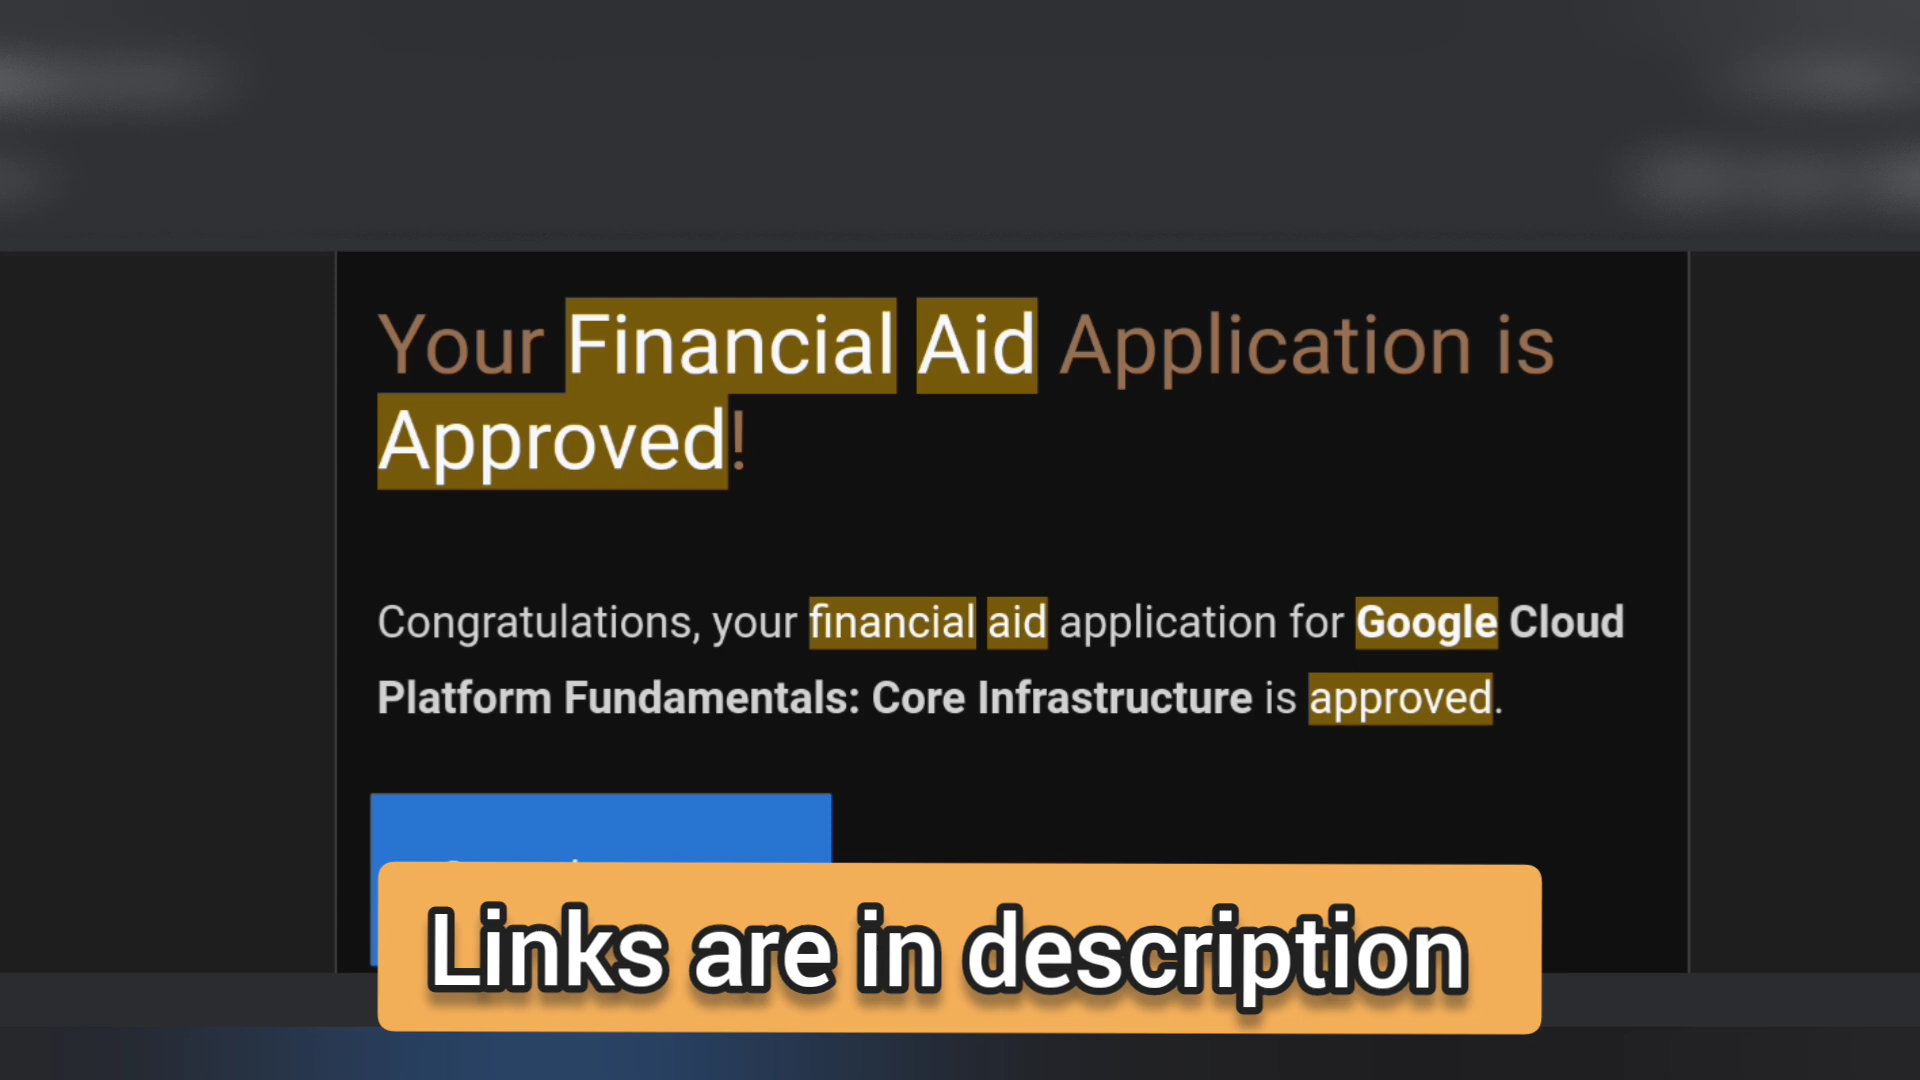 Your Financial Aid Application is
Approved!
Congratulations, your financial aid application for Google Cloud
Platform Fundamentals: Core Infrastructure is approved.
Links are in description